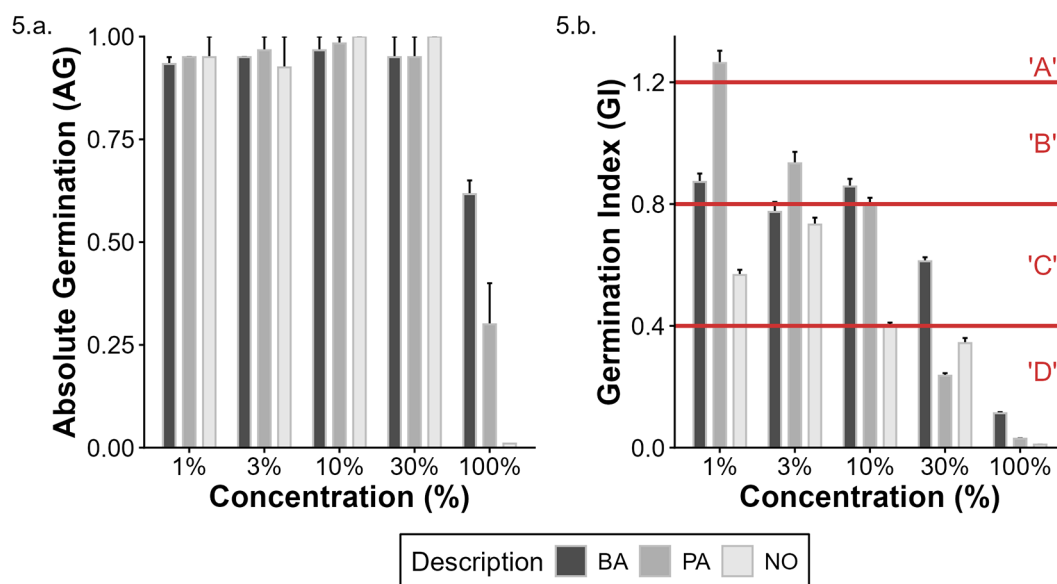 5.a.
Absolute Germination (AG)
1.00
0.75
0.50
0.25
0.00
1% 3% 10% 30% 100%
Concentration (%)
5.b.
Germination Index (GI)
1.2
0.8
0.4
0.0
'A'
'B'
'C'
'D'
1% 3% 10% 30% 100%
Concentration (%)
Description BA PA NO